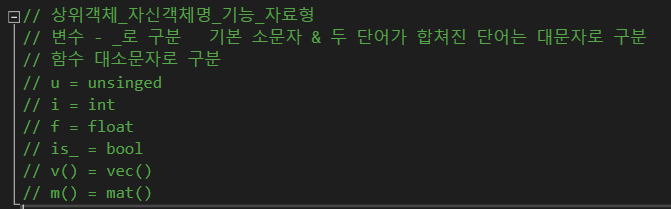 // 상위객체_자신객체명_기능_자료형
// 변수 - _로 구분   기본 소문자 & 두 단어가 합쳐진 단어는 대문자로 구분
// 함수 대소문자로 구분
// u = unsinged
// i = int
// f = float
// is_ = bool
// v() = vec()
// m() = mat()